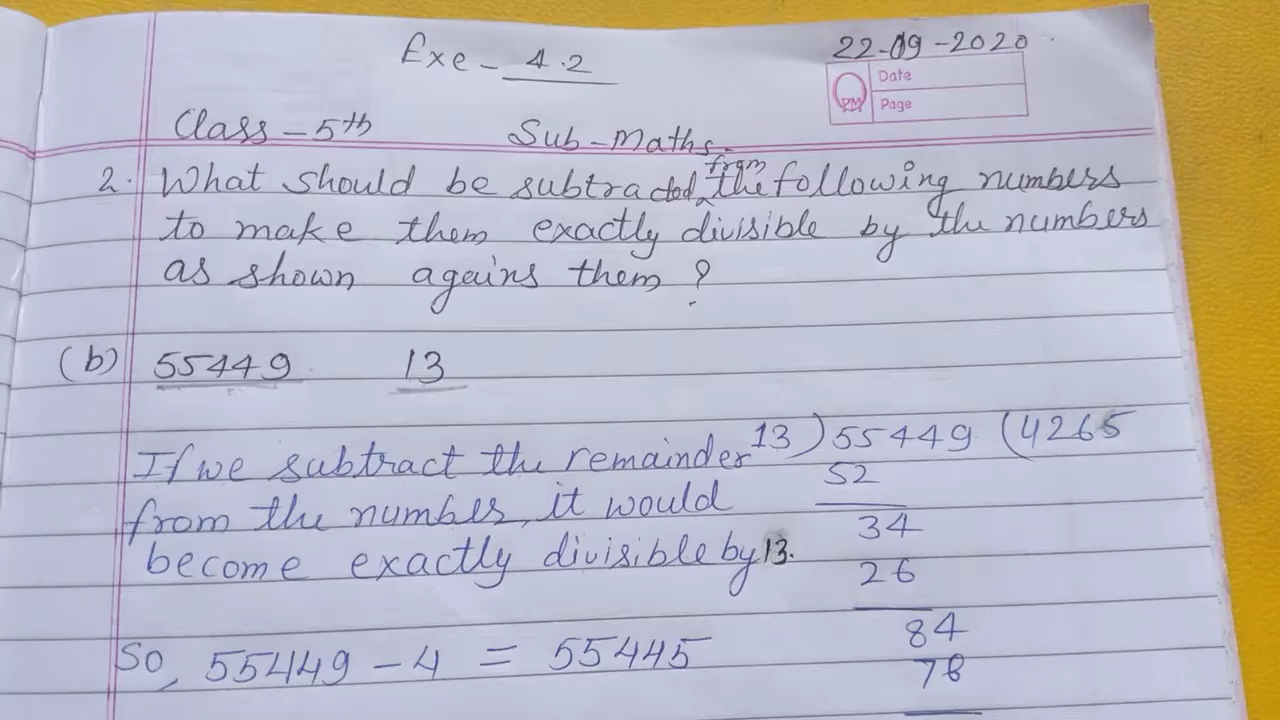 Exe - 4.2
22-09-2020
Date
PM
Page
Class - 5th Sub - Maths -
2. What should be subtracted from the following numbers
to make them exactly divisible by the numbers
as shown agains them ?
(b) 55449 13
If we subtract the remainder
from the number, it would
become exactly divisible by 13.
So, 55449 - 4 = 55445
13 ) 55449 ( 4265
52
34
26
84
78